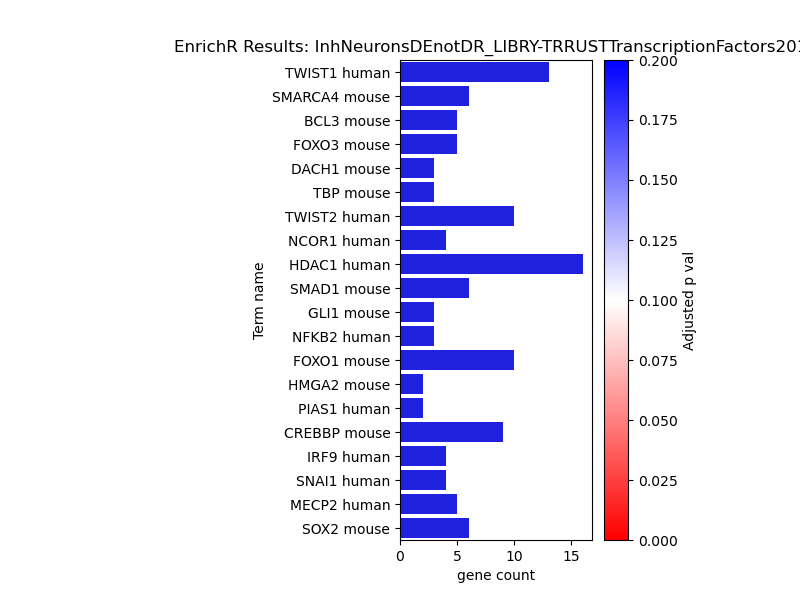 EnrichR Results: InhNeuronsDEnotDR_LIBRY-TRRUSTTranscriptionFactors201
TWIST1 human
SMARCA4 mouse
BCL3 mouse
FOXO3 mouse
DACH1 mouse
TBP mouse
TWIST2 human
NCOR1 human
HDAC1 human
SMAD1 mouse
GLI1 mouse
NFKB2 human
FOXO1 mouse
HMGA2 mouse
PIAS1 human
CREBBP mouse
IRF9 human
SNAI1 human
MECP2 human
SOX2 mouse
Term name
0 5 10 15
gene count
0.200
0.175
0.150
0.125
0.100
0.075
0.050
0.025
0.000
Adjusted p val